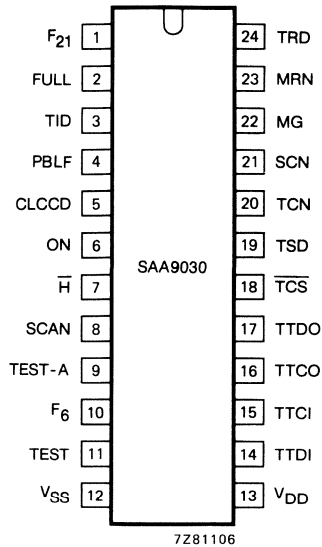 F21 1 24 TRD
FULL 2 23 MRN
TID 3 22 MG
PBLF 4 21 SCN
CLCCD 5 20 TCN
ON 6 19 TSD
SAA9030
H̅ 7 18 T̅C̅S̅
SCAN 8 17 TTDO
TEST-A 9 16 TTCO
F6 10 15 TTCI
TEST 11 14 TTDI
VSS 12 13 VDD
7Z81106